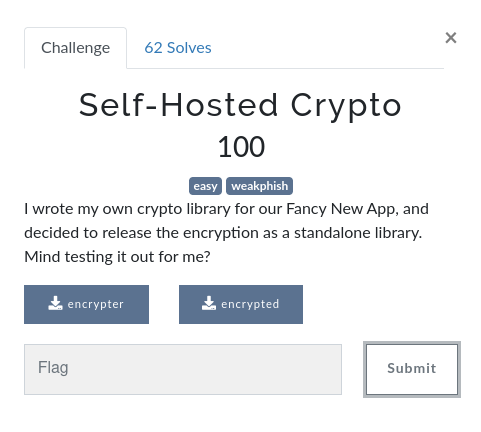 Challenge
62 Solves
×
Self-Hosted Crypto
100
easy weakphish
I wrote my own crypto library for our Fancy New App, and
decided to release the encryption as a standalone library.
Mind testing it out for me?
encrypter
encrypted
Flag
Submit